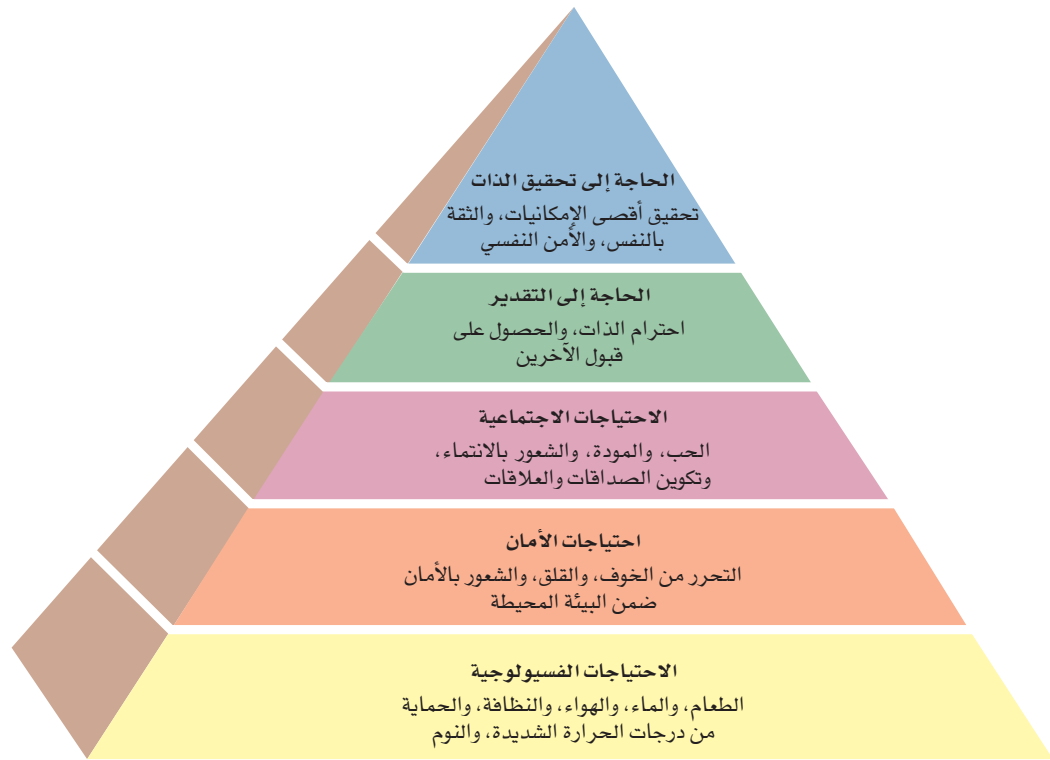 الحاجة إلى تحقيق الذات
تحقيق أقصى الإمكانيات، والثقة
بالنفس، والأمن النفسي
الحاجة إلى التقدير
احترام الذات، والحصول على
قبول الآخرين
الاحتياجات الاجتماعية
الحب، والمودة، والشعور بالانتماء،
وتكوين الصداقات والعلاقات
احتياجات الأمان
التحرر من الخوف، والقلق، والشعور بالأمان
ضمن البيئة المحيطة
الاحتياجات الفسيولوجية
الطعام، والماء، والهواء، والنظافة، والحماية
من درجات الحرارة الشديدة، والنوم